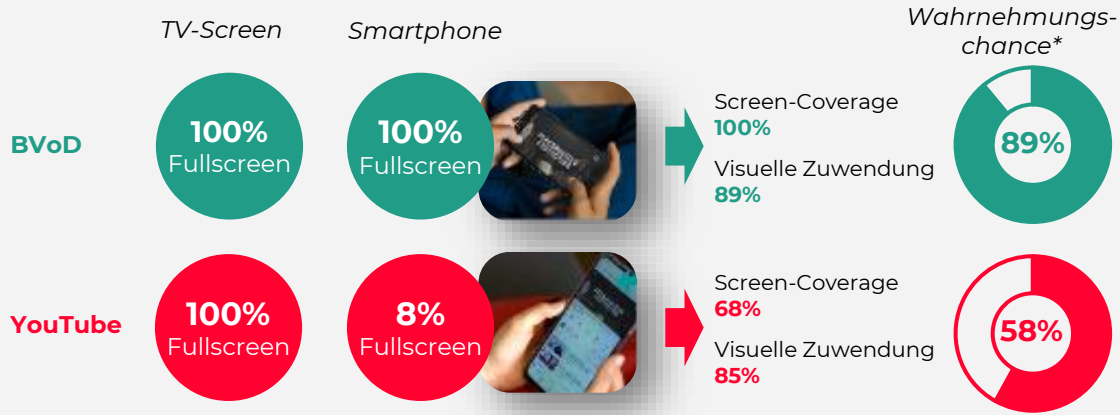 TV-Screen
Smartphone
Wahrnehmungs-
chance*
BVoD
100%
Fullscreen
100%
Fullscreen
Screen-Coverage
100%
Visuelle Zuwendung
89%
89%
YouTube
100%
Fullscreen
8%
Fullscreen
Screen-Coverage
68%
Visuelle Zuwendung
85%
58%